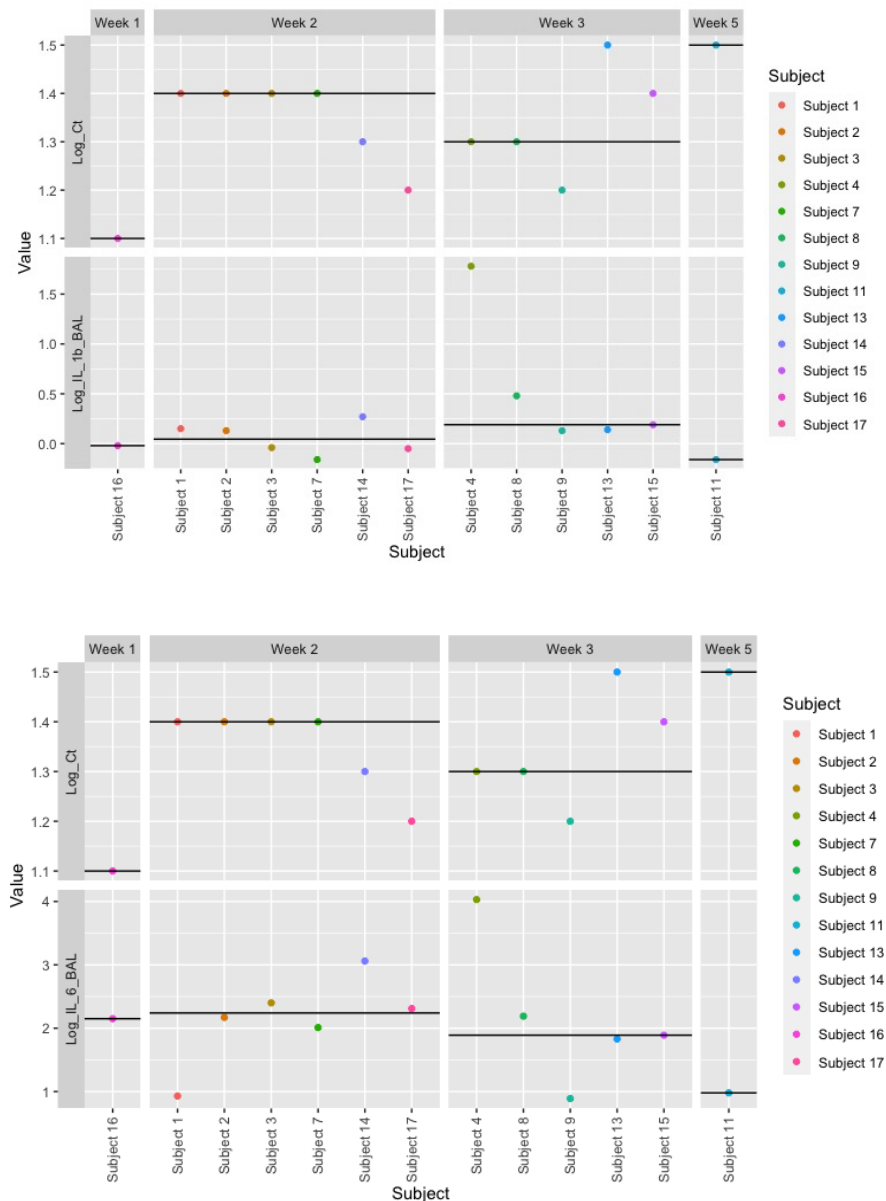 Week 1
Week 2
Week 3
Week 5
1.5
1.4
1.3
1.2
1.1
Log_Ct
Value
1.5
1.0
0.5
0.0
Log_IL_1b_BAL
Subject 16
Subject 1
Subject 2
Subject 3
Subject 7
Subject 14
Subject 17
Subject 4
Subject 8
Subject 9
Subject 13
Subject 15
Subject 11
Subject
Subject
Subject 1
Subject 2
Subject 3
Subject 4
Subject 7
Subject 8
Subject 9
Subject 11
Subject 13
Subject 14
Subject 15
Subject 16
Subject 17
Week 1
Week 2
Week 3
Week 5
1.5
1.4
1.3
1.2
1.1
Log_Ct
Value
4
3
2
1
Log_IL_6_BAL
Subject 16
Subject 1
Subject 2
Subject 3
Subject 7
Subject 14
Subject 17
Subject 4
Subject 8
Subject 9
Subject 13
Subject 15
Subject 11
Subject
Subject
Subject 1
Subject 2
Subject 3
Subject 4
Subject 7
Subject 8
Subject 9
Subject 11
Subject 13
Subject 14
Subject 15
Subject 16
Subject 17